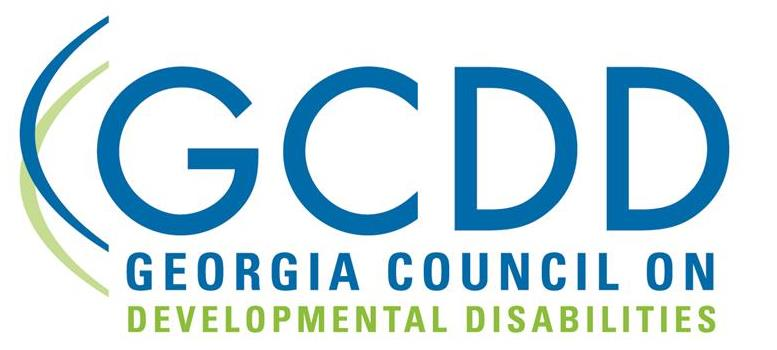 GCDD
GEORGIA COUNCIL ON
DEVELOPMENTAL DISABILITIES